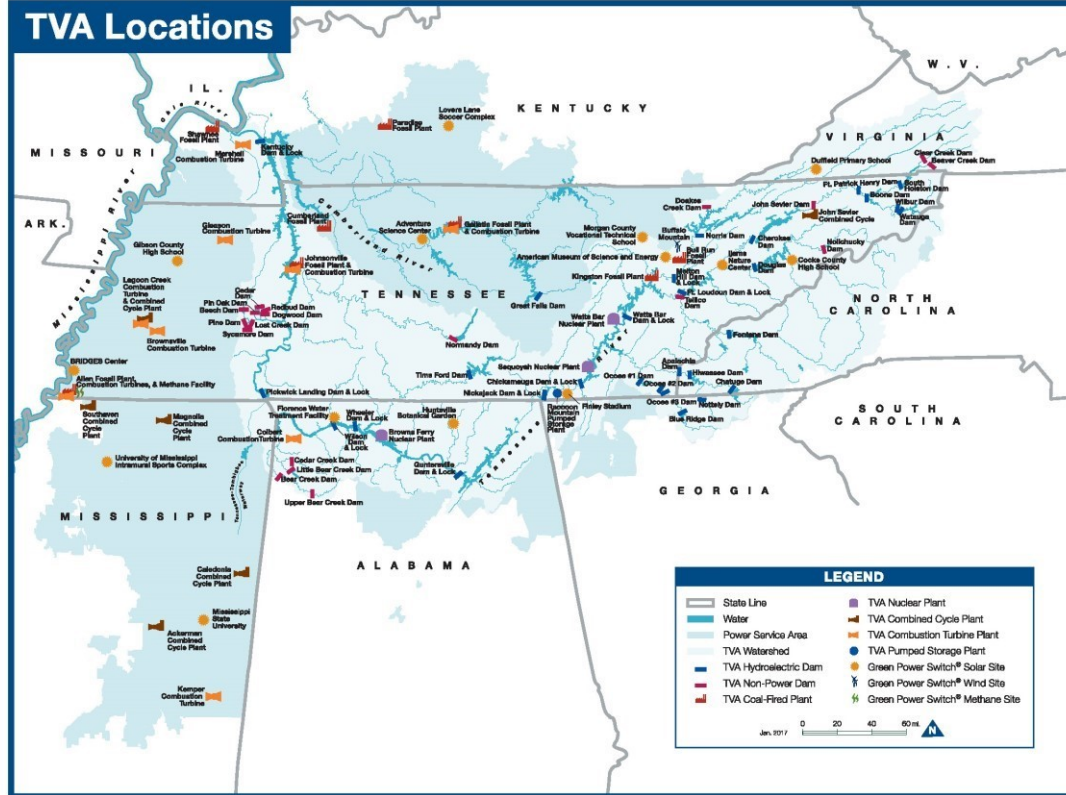 TVA Locations
W. V.
IL.
Ohio River
KENTUCKY
VIRGINIA
MISSOURI
ARK.
Mississippi River
Shawnee
Fossil Plant
Marshall
Combustion Turbine
Kentucky
Dam & Lock
Paradise
Fossil Plant
Lovers Lane
Soccer Complex
Duffield Primary School
Clear Creek Dam
Beaver Creek Dam
Ft. Patrick Henry Dam
South
Holston Dam
Boone Dam
Wilbur Dam
Watauga
Dam
Doakes
Creek Dam
John Sevier Dam
John Sevier
Combined Cycle
Cumberland
Fossil Plant
Cumberland
River
Adventure
Science Center
Gallatin Fossil Plant
& Combustion Turbine
Morgan County
Vocational Technical
School
Buffalo
Mountain
Norris Dam
Cherokee
Dam
Nolichucky
Dam
American Museum of Science and Energy
Bull Run
Fossil
Plant
Ijams
Nature
Center
Douglas
Dam
Cocke County
High School
Gleason
Combustion Turbine
Gibson County
High School
Johnsonville
Fossil Plant
& Combustion Turbine
Kingston Fossil Plant
Melton
Hill Dam
& Lock
Ft. Loudoun Dam & Lock
Tellico
Dam
Lagoon Creek
Combustion
Turbine
& Combined
Cycle Plant
Brownsville
Combustion Turbine
TENNESSEE
Great Falls Dam
Cedar
Dam
Pin Oak Dam
Beech Dam
Redbud Dam
Dogwood Dam
Pine Dam
Lost Creek Dam
Sycamore Dam
Normandy Dam
Watts Bar
Nuclear Plant
Watts Bar
Dam & Lock
River
NORTH
CAROLINA
Fontana Dam
BRIDGES Center
Allen Fossil Plant,
Combustion Turbines, & Methane Facility
Tims Ford Dam
Sequoyah Nuclear Plant
Chickamauga Dam & Lock
Nickajack Dam & Lock
Ocoee #1 Dam
Apalachia
Dam
Hiwassee Dam
Ocoee #2 Dam
Chatuge Dam
Ocoee #3 Dam
Nottely Dam
Blue Ridge Dam
Pickwick Landing Dam & Lock
Southaven
Combined
Cycle
Plant
Magnolia
Combined
Cycle Plant
Florence Water
Treatment Facility
Wheeler
Dam & Lock
Huntsville
Botanical Garden
Raccoon
Mountain
Pumped
Storage
Plant
Finley Stadium
SOUTH
CAROLINA
Colbert
Combustion Turbine
Wilson
Dam
& Lock
Browns Ferry
Nuclear Plant
Guntersville
Dam & Lock
Tennessee
University of Mississippi
Intramural Sports Complex
Cedar Creek Dam
Little Bear Creek Dam
Bear Creek Dam
Upper Bear Creek Dam
Tennessee-Tombigbee
Waterway
GEORGIA
MISSISSIPPI
ALABAMA
Caledonia
Combined
Cycle Plant
Mississippi
State
University
Ackerman
Combined
Cycle Plant
Kemper
Combustion
Turbine
LEGEND
State Line
Water
Power Service Area
TVA Watershed
TVA Hydroelectric Dam
TVA Non-Power Dam
TVA Coal-Fired Plant
TVA Nuclear Plant
TVA Combined Cycle Plant
TVA Combustion Turbine Plant
TVA Pumped Storage Plant
Green Power Switch® Solar Site
Green Power Switch® Wind Site
Green Power Switch® Methane Site
Jan. 2017
0 20 40 60 mi.
N